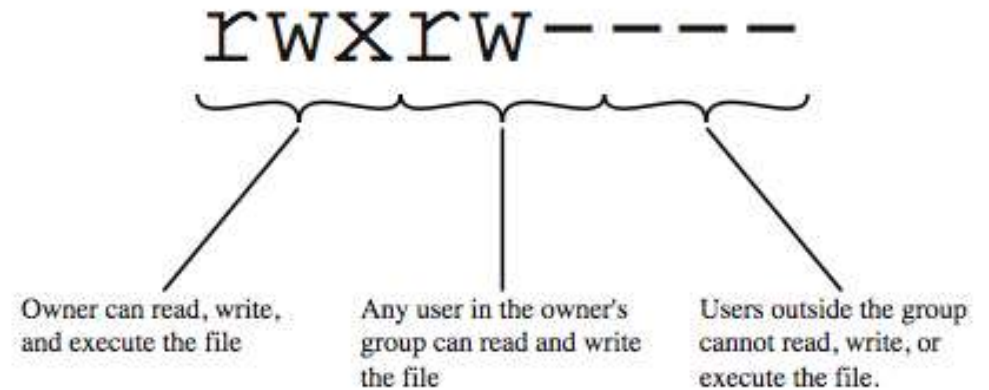 rwxrw----
Owner can read, write,
and execute the file
Any user in the owner's
group can read and write
the file
Users outside the group
cannot read, write, or
execute the file.